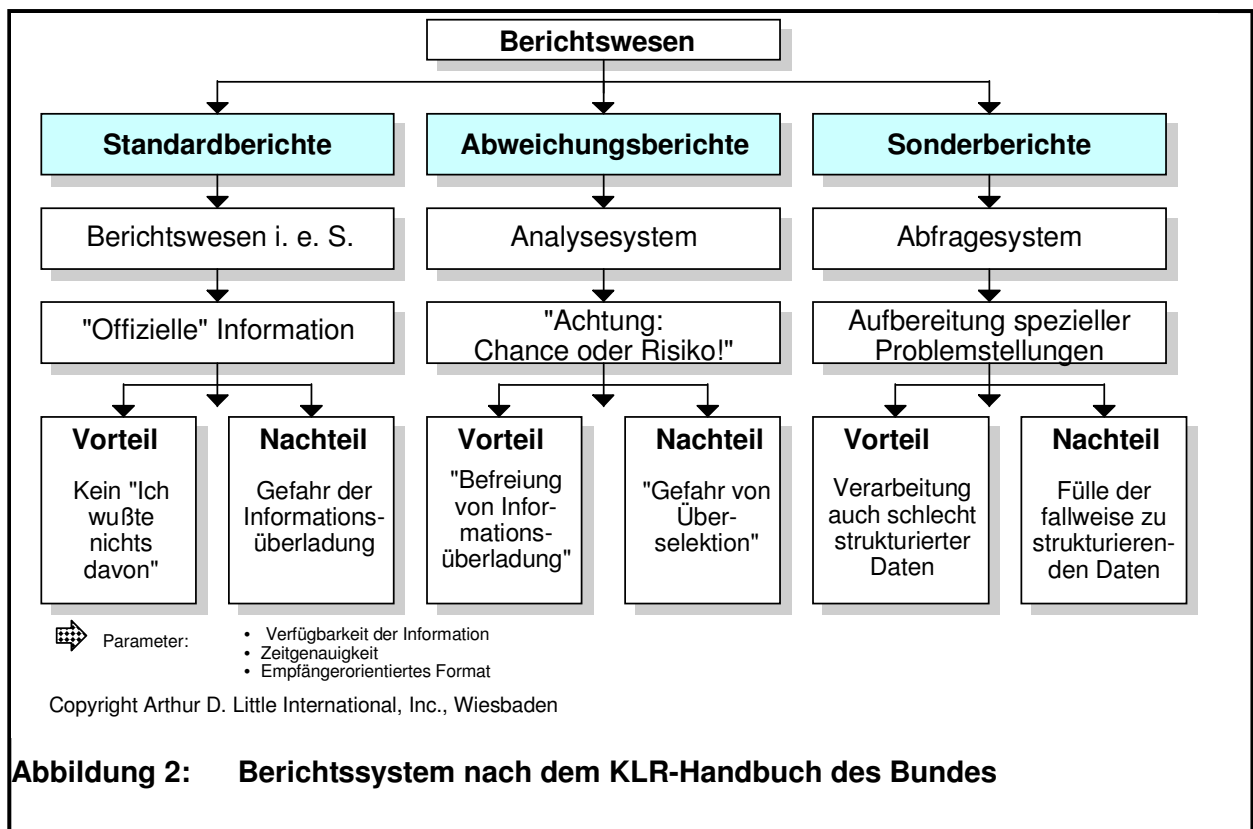 Berichtswesen
Standardberichte
Abweichungsberichte
Sonderberichte
Berichtswesen i. e. S.
Analysesystem
Abfragesystem
"Offizielle" Information
"Achtung:
Chance oder Risiko!"
Aufbereitung spezieller
Problemstellungen
Vorteil
Kein "Ich
wußte
nichts
davon"
Nachteil
Gefahr der
Informations-
überladung
Vorteil
"Befreiung
von Infor-
mations-
überladung"
Nachteil
"Gefahr von
Über-
selektion"
Vorteil
Verarbeitung
auch schlecht
strukturierter
Daten
Nachteil
Fülle der
fallweise zu
strukturieren-
den Daten
Parameter:
• Verfügbarkeit der Information
• Zeitgenauigkeit
• Empfängerorientiertes Format
Copyright Arthur D. Little International, Inc., Wiesbaden
Abbildung 2: Berichtssystem nach dem KLR-Handbuch des Bundes